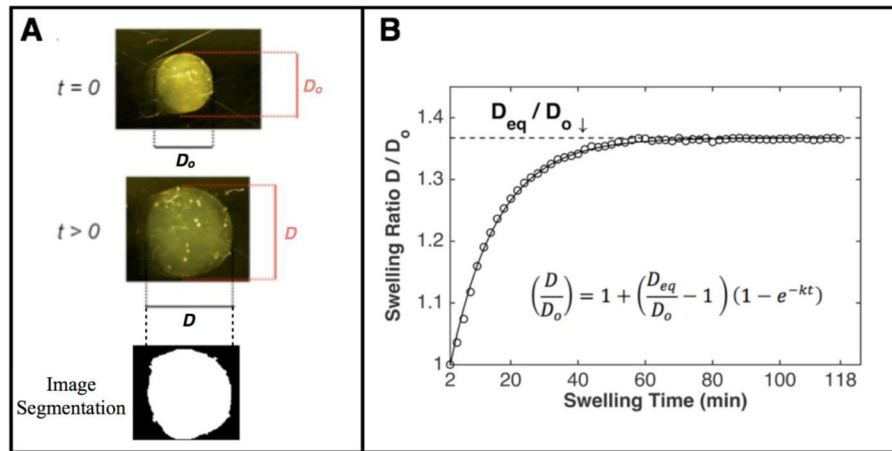 A
t = 0
Do
Do
t > 0
D
D
Image
Segmentation
B
Swelling Ratio D / Do
1.4
1.3
1.2
1.1
1
Deq / Do ↓
(D/Do) = 1 + (Deq/Do − 1) (1 − e^−kt)
2 20 40 60 80 100 118
Swelling Time (min)